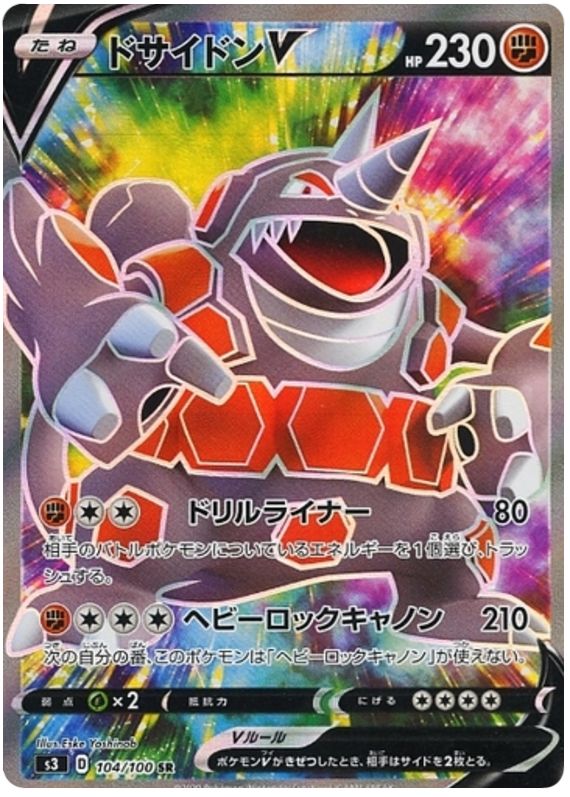 たね ドサイドンV HP 230
ドリルライナー 80
相手のバトルポケモンについているエネルギーを1個選び、トラッ
シュする。
ヘビーロックキャノン 210
次の自分の番、このポケモンは「ヘビーロックキャノン」が使えない。
弱点 ×2 抵抗力 にげる
Illus. Eske Yoshinob
Vルール
ポケモンVがきぜつしたとき、相手はサイドを2枚とる。
s3 D 104/100 SR